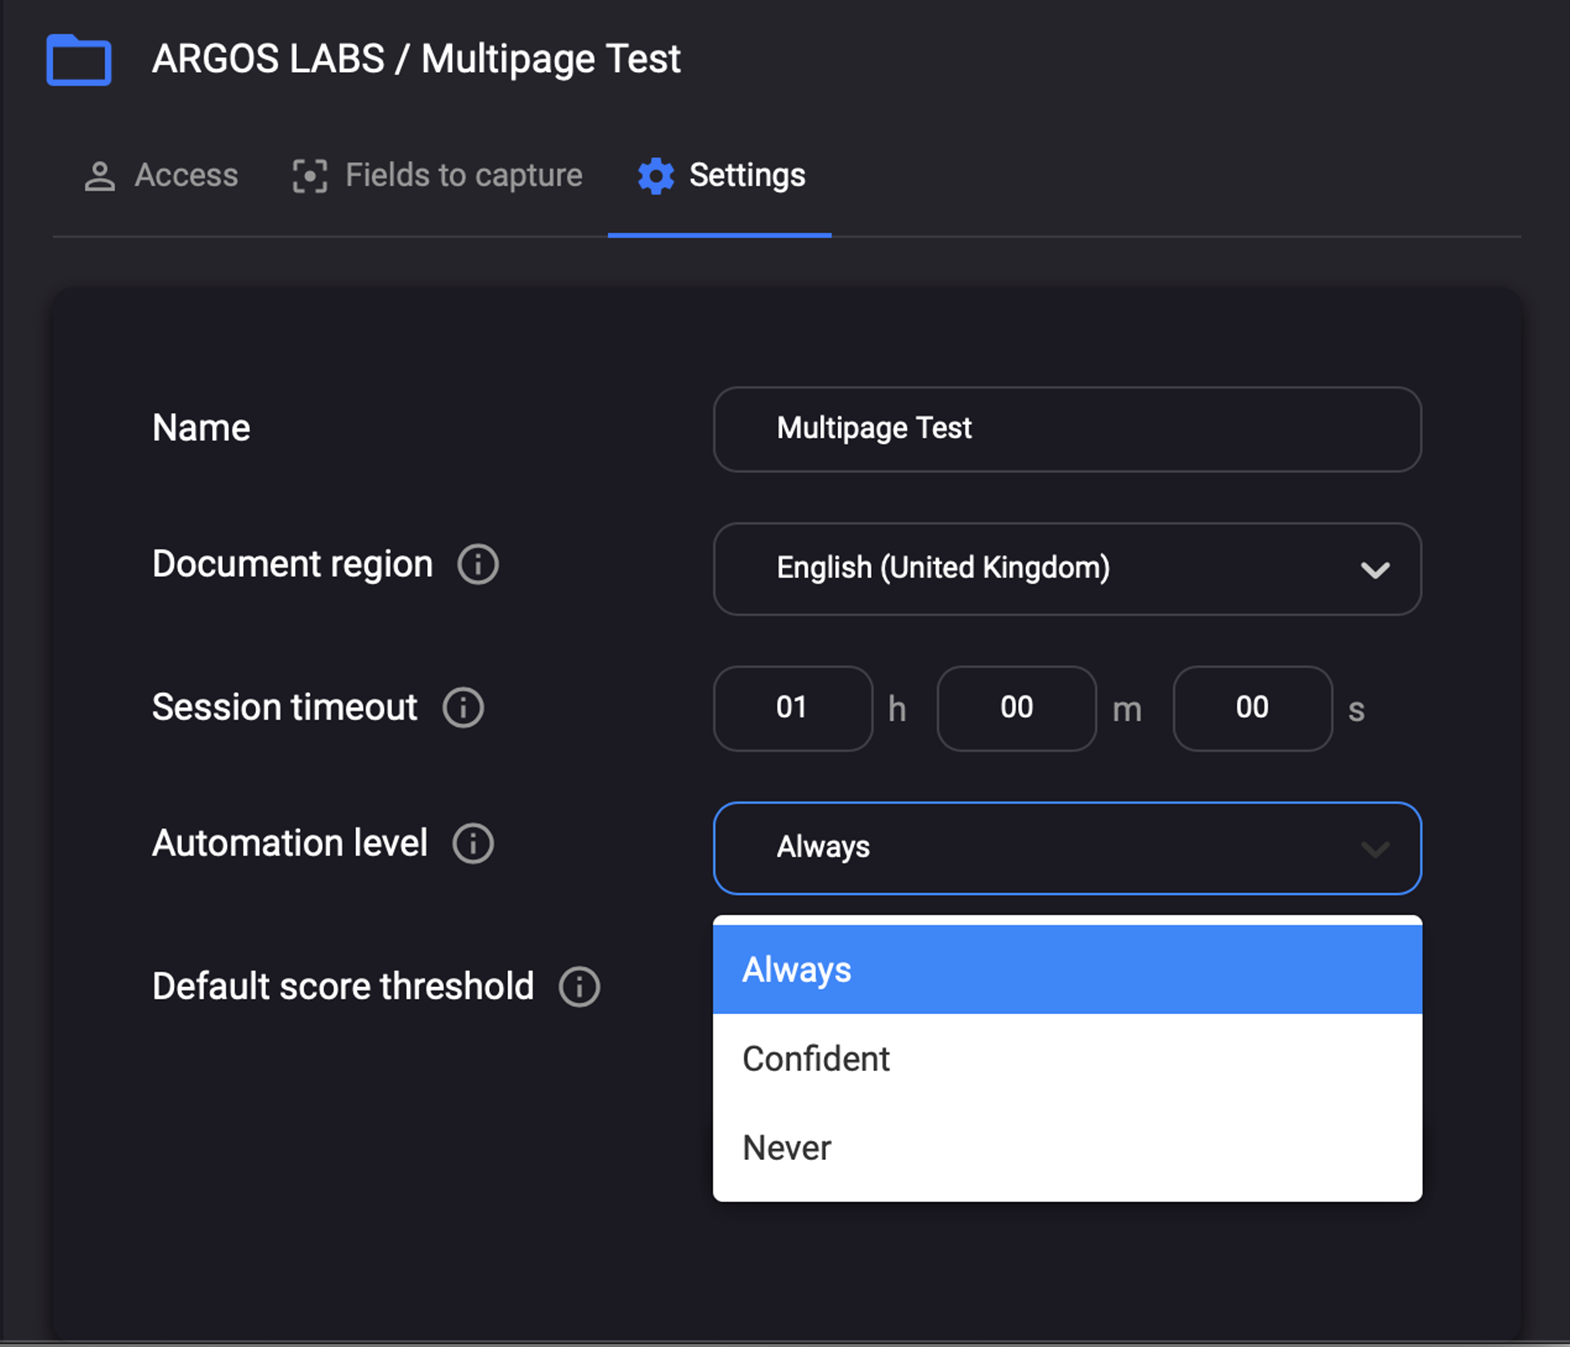 ARGOS LABS / Multipage Test
Access Fields to capture Settings
Name Multipage Test
Document region English (United Kingdom)
Session timeout 01 h 00 m 00 s
Automation level Always
Default score threshold
Always
Confident
Never